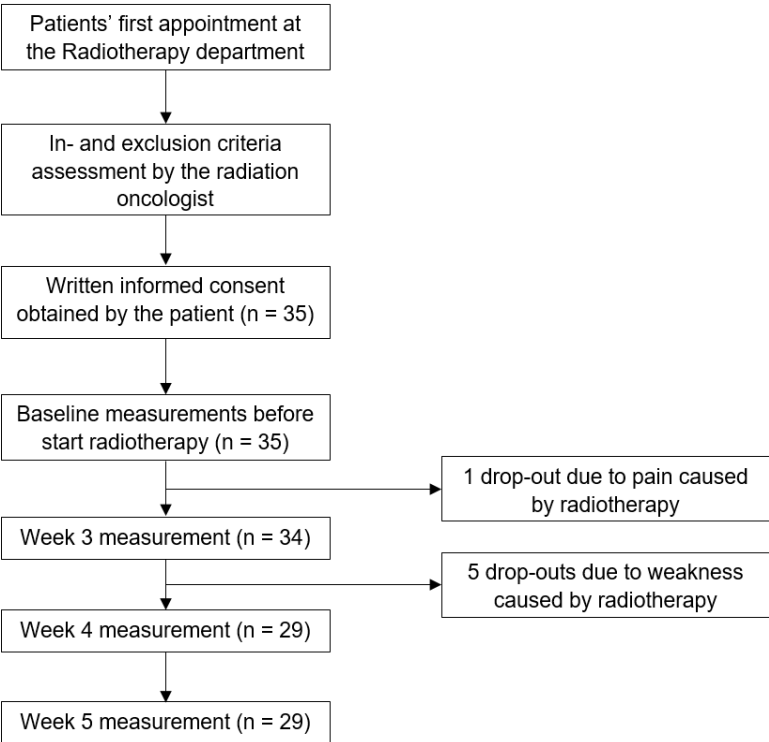 Patients’ first appointment at
the Radiotherapy department
In- and exclusion criteria
assessment by the radiation
oncologist
Written informed consent
obtained by the patient (n = 35)
Baseline measurements before
start radiotherapy (n = 35)
1 drop-out due to pain caused
by radiotherapy
Week 3 measurement (n = 34)
5 drop-outs due to weakness
caused by radiotherapy
Week 4 measurement (n = 29)
Week 5 measurement (n = 29)